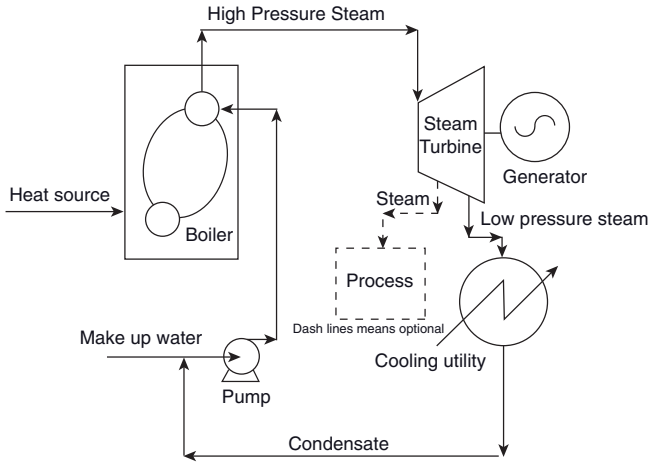 High Pressure Steam
Steam
Turbine
Generator
Heat source
Boiler
Steam
Low pressure steam
Process
Dash lines means optional
Make up water
Cooling utility
Pump
Condensate